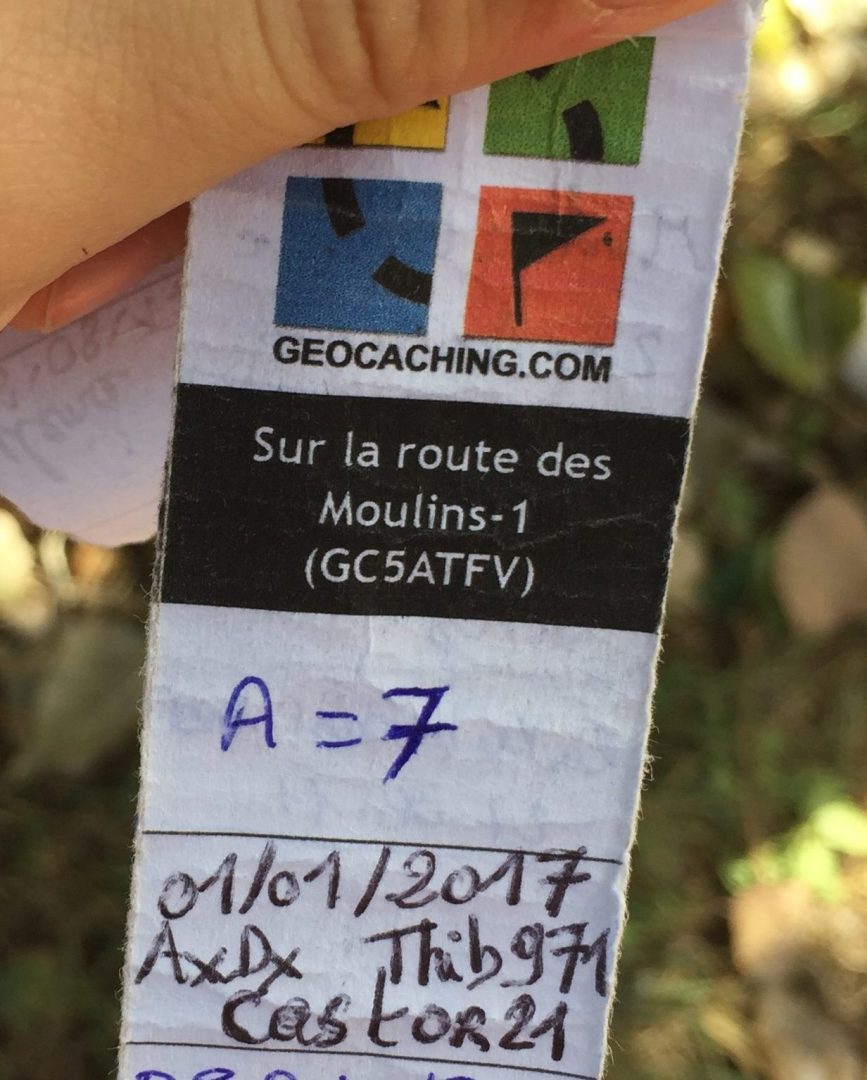 GEOCACHING.COM
Sur la route des
Moulins-1
(GC5ATFV)
A = 7
01/01/2017
AxDx Thib971
Castor21